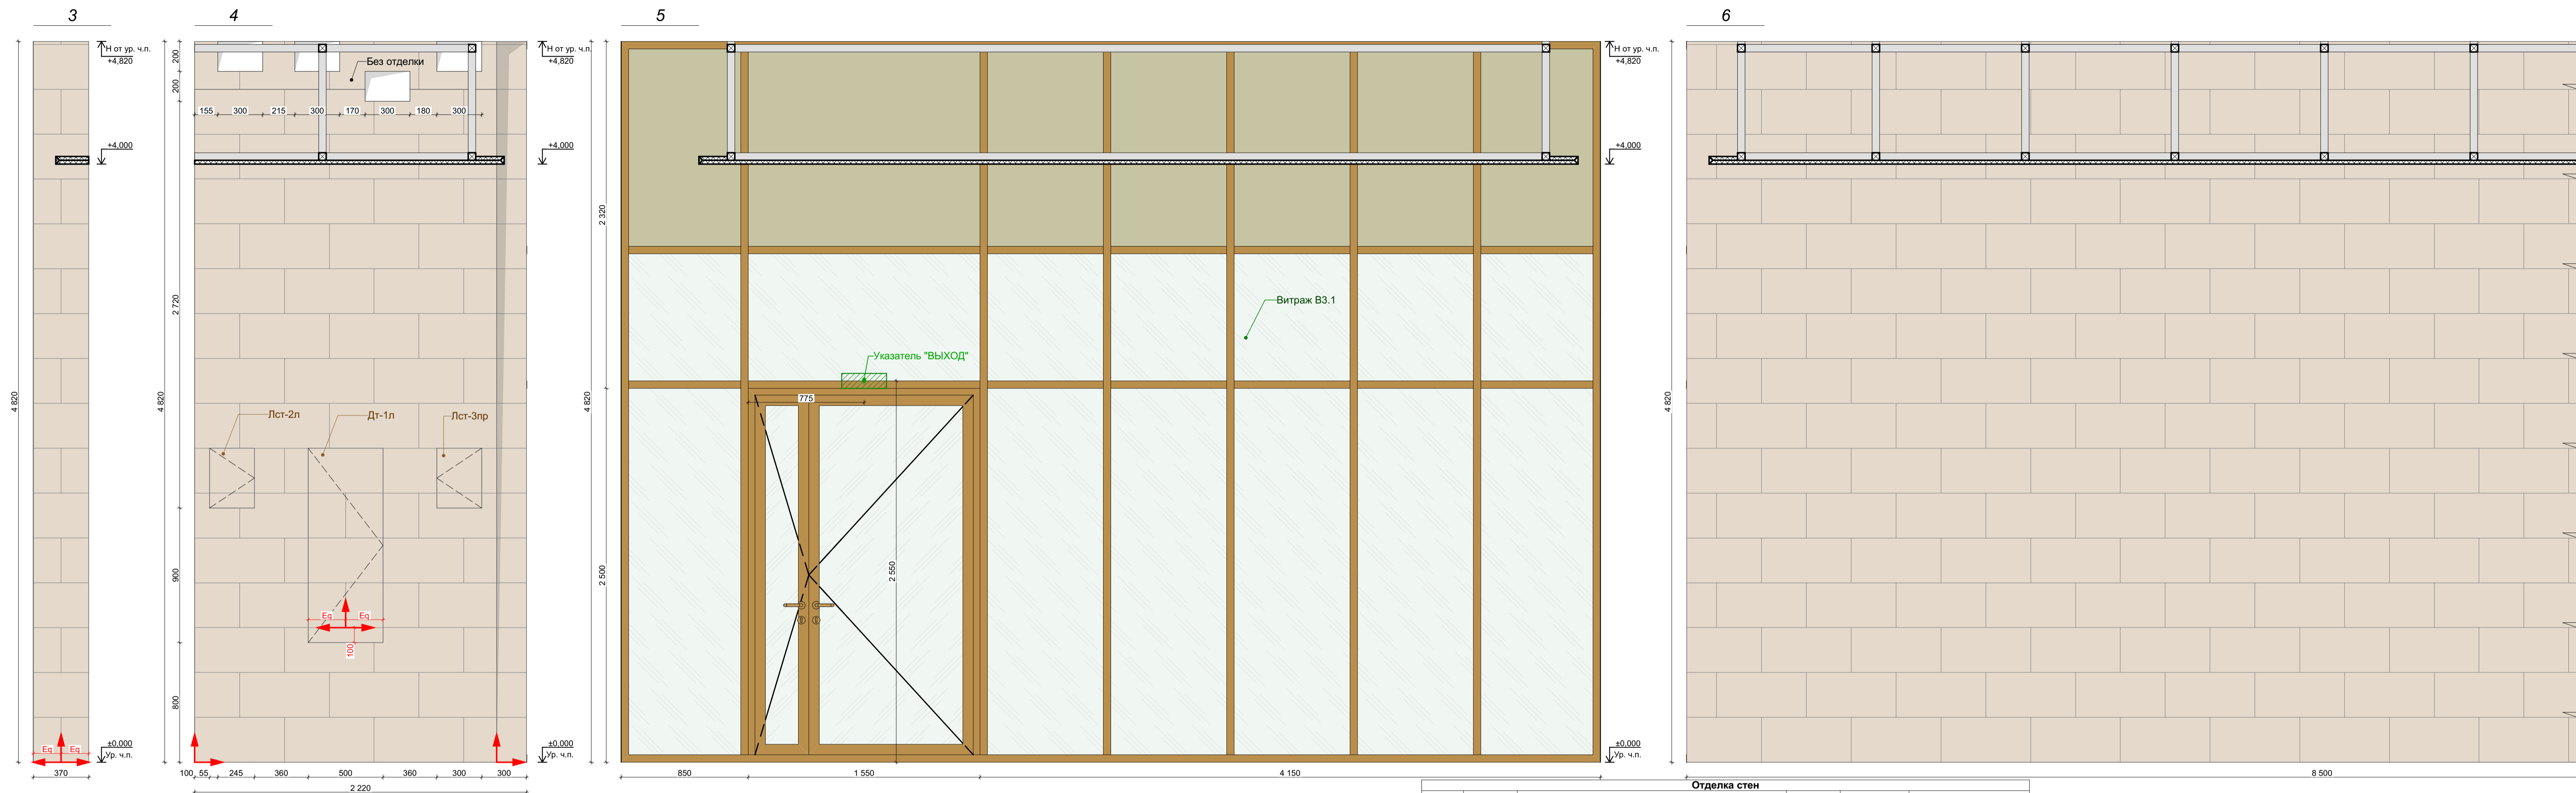 3
4 820
Eq
Eq
370
Н от ур. ч.п.
+4,820
+4,000
±0,000
Ур. ч.п.
4
4 820
200
200
2 720
900
800
Без отделки
155
300
215
300
170
300
180
300
Лст-2л
Дт-1л
Лст-3пр
Eq
Eq
100
100
55
245
360
500
360
300
300
2 220
Н от ур. ч.п.
+4,820
+4,000
±0,000
Ур. ч.п.
5
4 820
2 320
2 500
Витраж В3.1
Указатель "ВЫХОД"
775
2 550
850
1 550
4 150
Н от ур. ч.п.
+4,820
+4,000
±0,000
Ур. ч.п.
6
4 820
8 500
Отделка стен